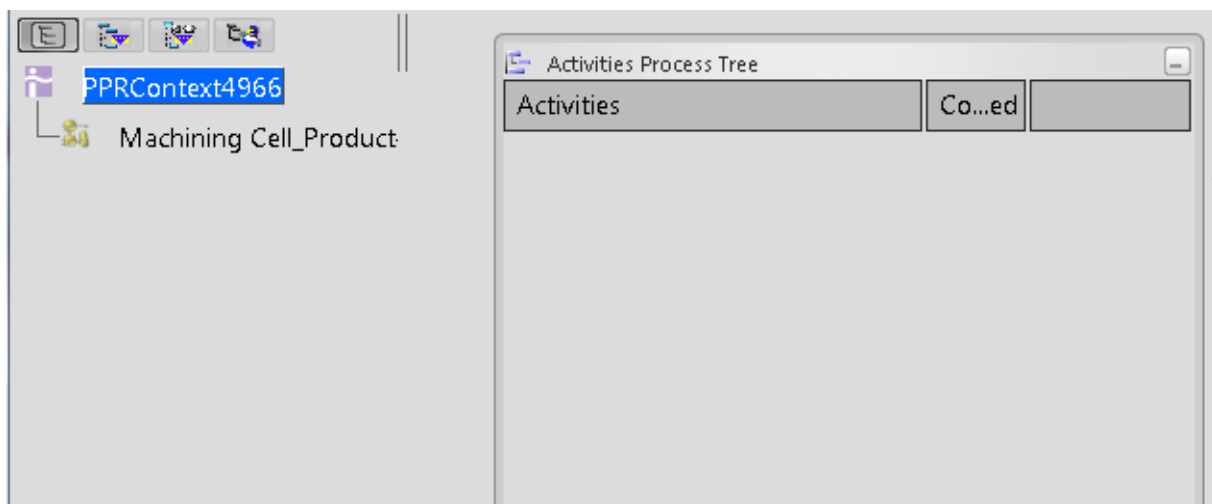 PPRContext4966
Machining Cell_Product
Activities Process Tree
Activities
Co...ed